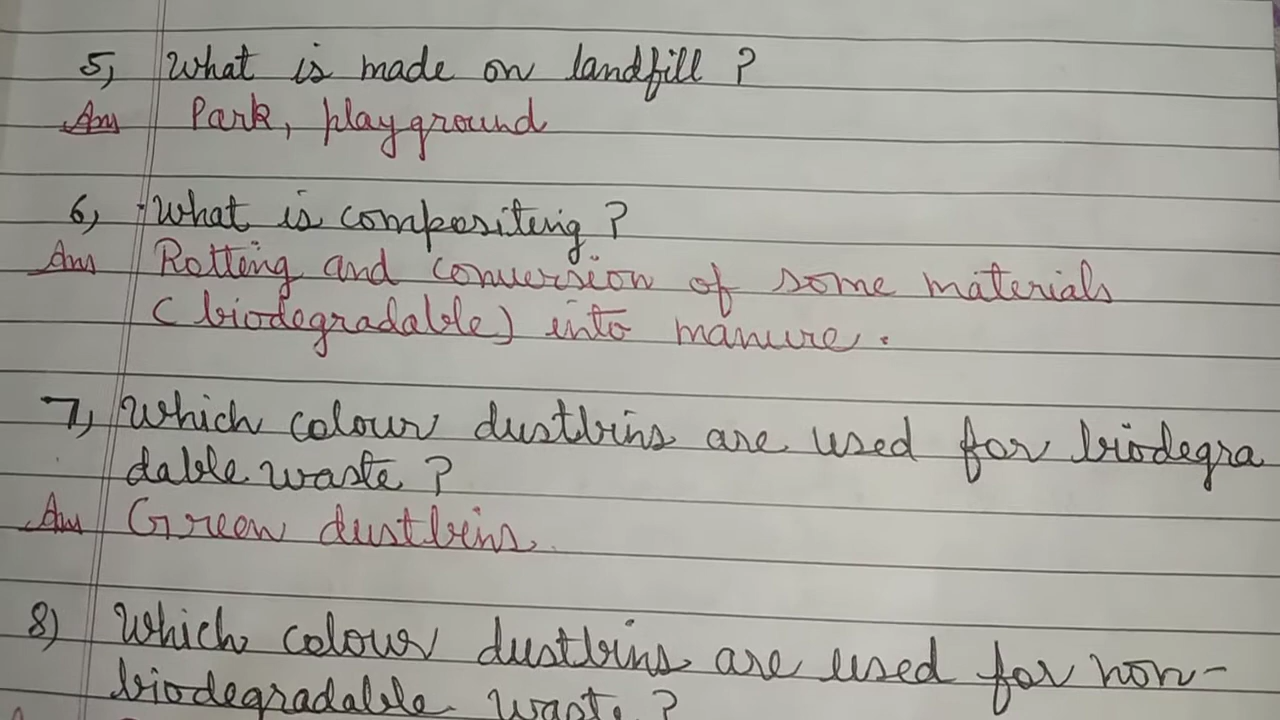 5, What is made on landfill ?
Ans Park, playground
6, What is compositing ?
Ans Rotting and conversion of some materials
(biodegradable) into manure.
7, Which colour dustbins are used for biodegra
dable waste ?
Ans Green dustbins.
8) Which colour dustbins are used for non-
biodegradable waste ?